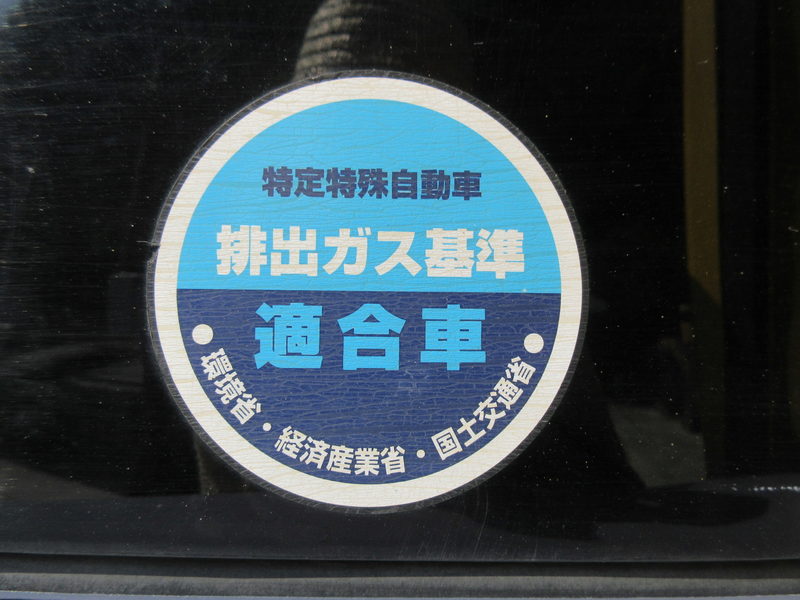 特定特殊自動車
排出ガス基準
適合車
環境省・経済産業省・国土交通省